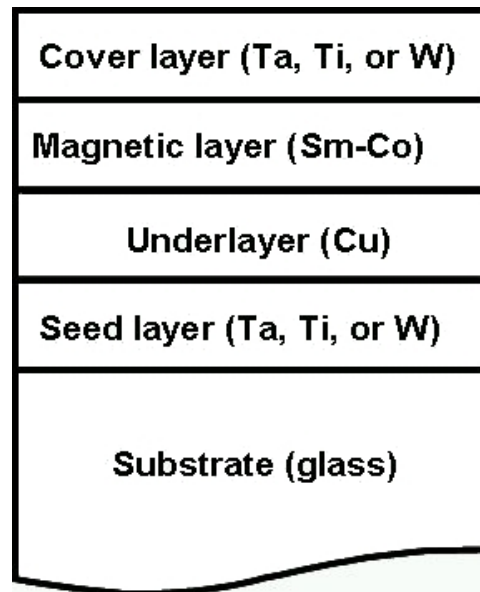 Cover layer (Ta, Ti, or W)
Magnetic layer (Sm-Co)
Underlayer (Cu)
Seed layer (Ta, Ti, or W)
Substrate (glass)